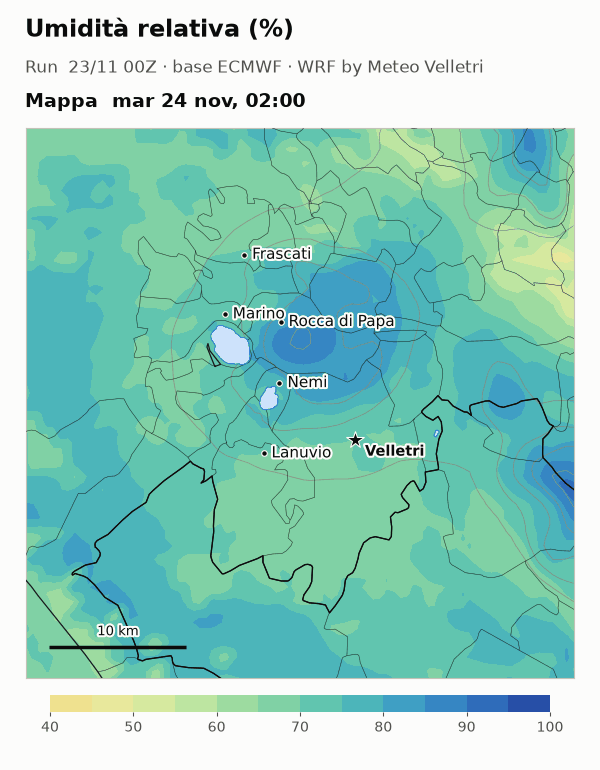 Umidità relativa (%)
Run  23/11 00Z · base ECMWF · WRF by Meteo Velletri
Mappa  mar 24 nov, 02:00
Frascati
Marino
Rocca di Papa
Nemi
Velletri
Lanuvio
10 km
40 50 60 70 80 90 100